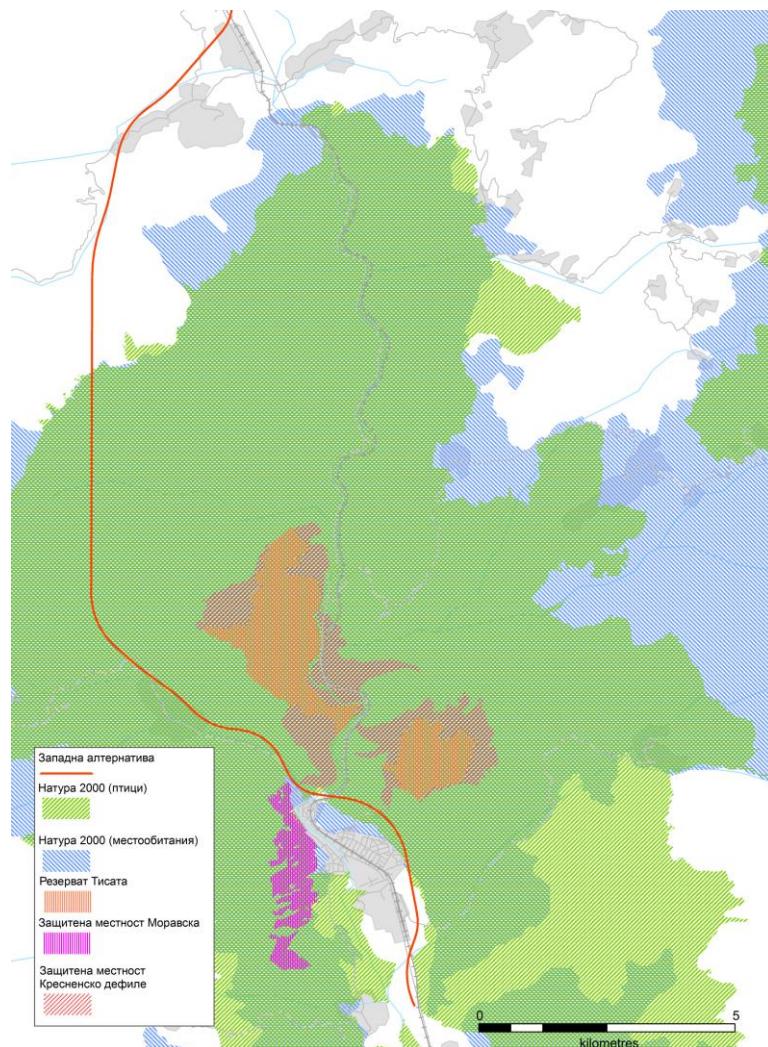 Западна алтернатива
Натура 2000 (птици)
Натура 2000 (местообитания)
Резерват Тисата
Защитена местност Моравска
Защитена местност
Кресненско дефиле
0 5
kilometres